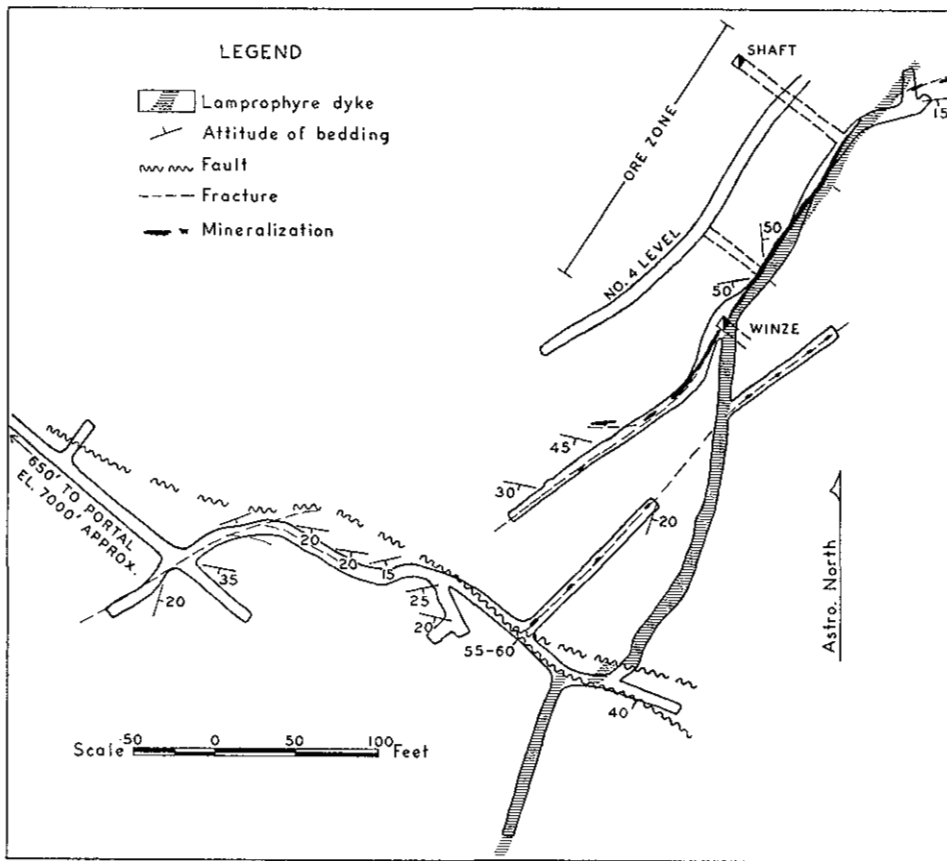 LEGEND
Lamprophyre dyke
Attitude of bedding
Fault
Fracture
Mineralization
SHAFT
15
ORE ZONE
50
NO. 4 LEVEL
50
WINZE
45
30
650' TO PORTAL
EL. 7000' APPROX.
20
20
20
15
35
20
25
20
55-60
40
Astro. North
Scale 50 0 50 100 Feet